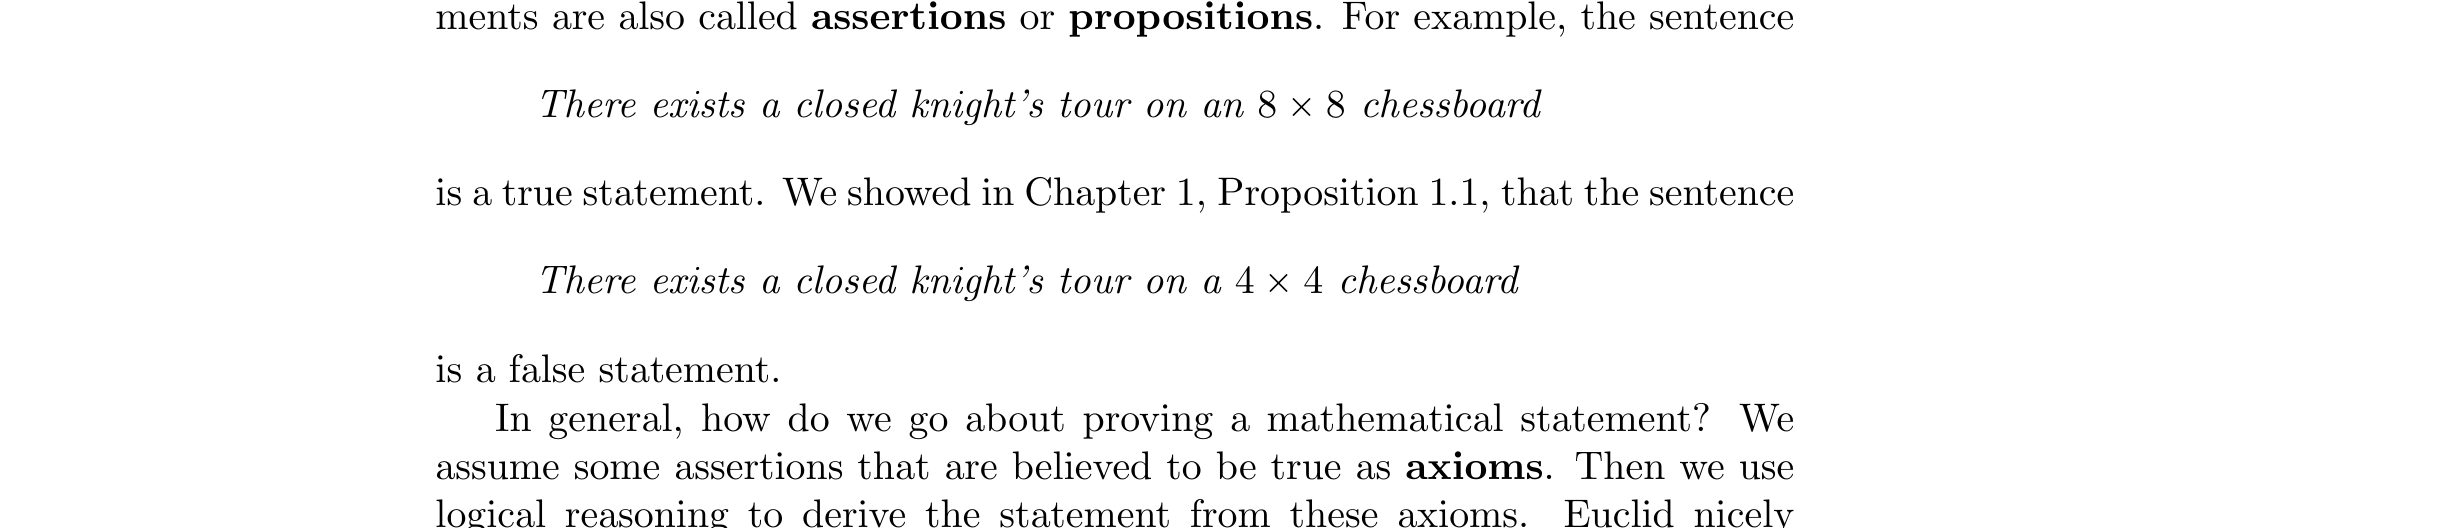 ments are also called assertions or propositions. For example, the sentence
There exists a closed knight's tour on an 8 × 8 chessboard
is a true statement. We showed in Chapter 1, Proposition 1.1, that the sentence
There exists a closed knight's tour on a 4 × 4 chessboard
is a false statement.
In general, how do we go about proving a mathematical statement? We
assume some assertions that are believed to be true as axioms. Then we use
logical reasoning to derive the statement from these axioms. Euclid nicely